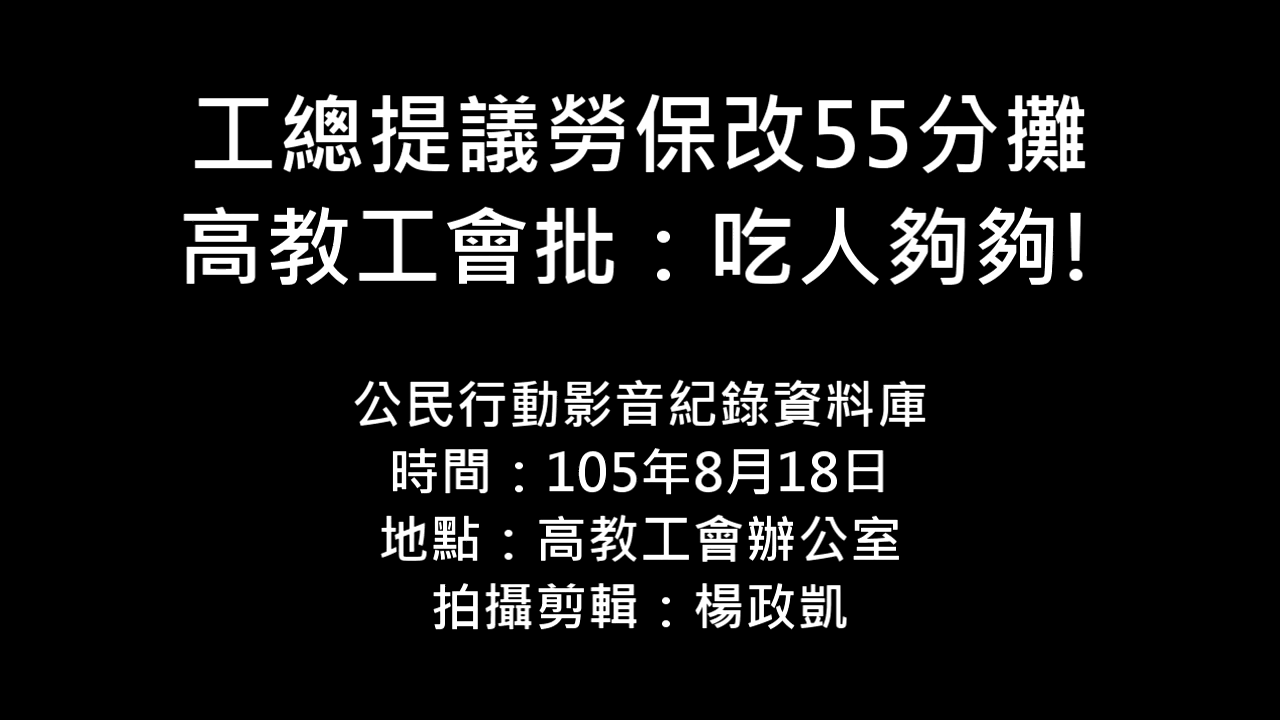 工總提議勞保改55分攤
高教工會批：吃人夠夠!
公民行動影音紀錄資料庫
時間：105年8月18日
地點：高教工會辦公室
拍攝剪輯：楊政凱